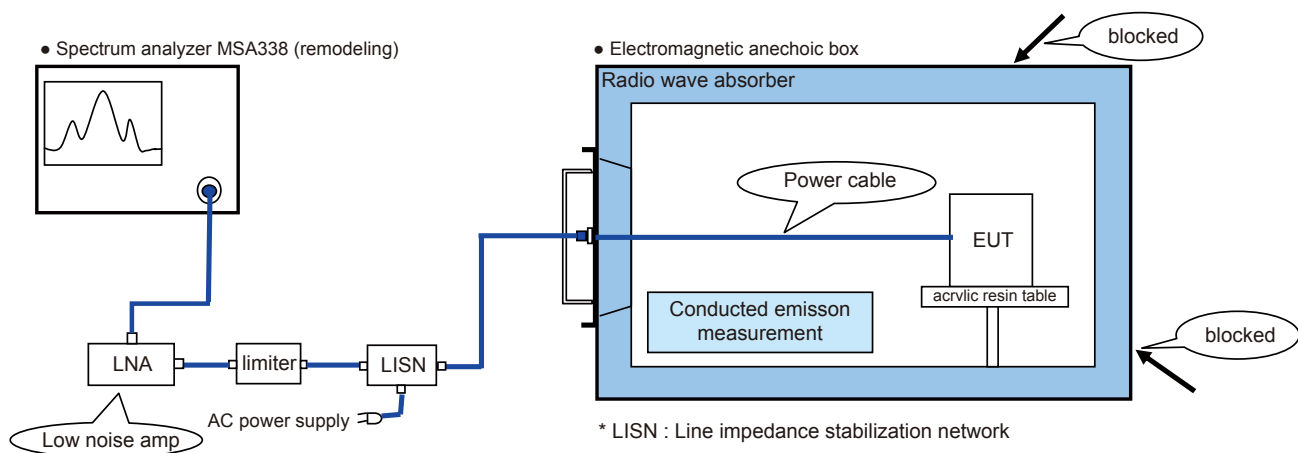 ● Spectrum analyzer MSA338 (remodeling)
● Electromagnetic anechoic box
blocked
Radio wave absorber
Power cable
EUT
acrvlic resin table
Conducted emisson
measurement
blocked
LNA
limiter
LISN
AC power supply
Low noise amp
* LISN : Line impedance stabilization network